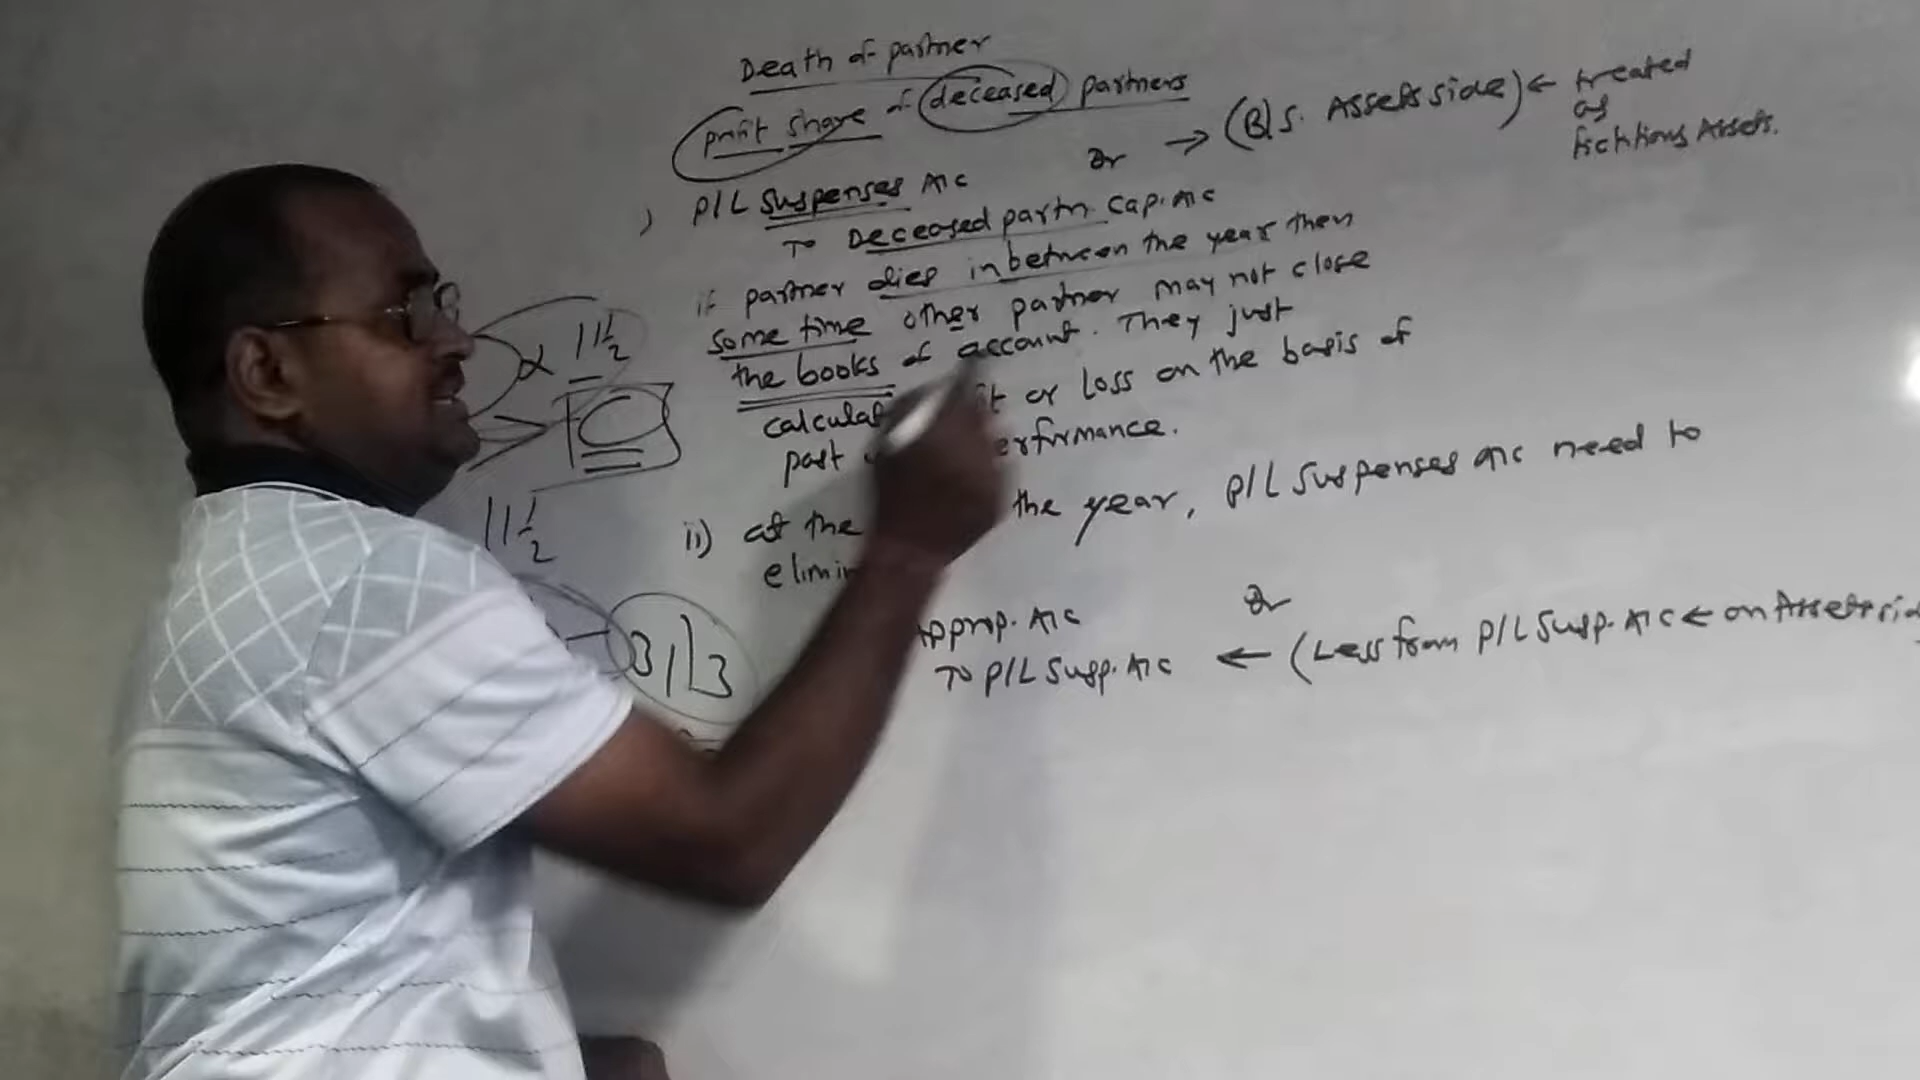 Death of partner
profit share of deceased partners
or → (B/S. Assets side) ← treated
as
fictitious Assets.
) P/L Suspenses A/c
To Deceased partn. Cap. A/c
if partner dies inbetween the year then
some time other partner may not close
the books of account. They just
calculat or Loss on the basis of
past erformance.
ii) at the the year, P/L Suspenses a/c need to
elimin
pprop. A/c
or
To P/L Susp. A/c ← (Less from P/L Susp. A/c ← on Assets sid
11 1/2
11 1/2
31/3